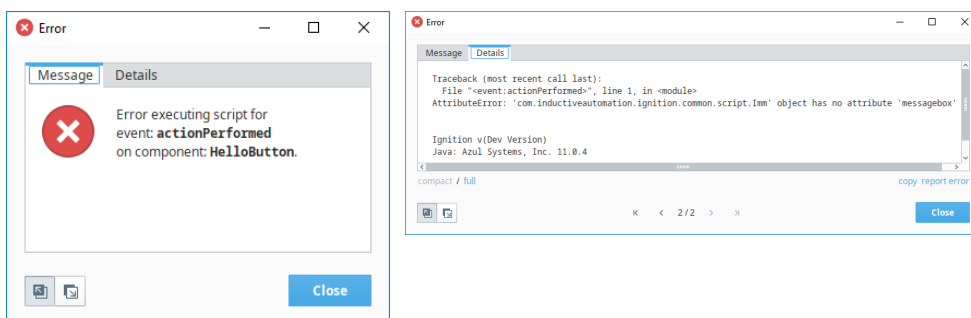 Error
Message Details
Error executing script for
event: actionPerformed
on component: HelloButton.
Close
Error
Message Details
Traceback (most recent call last):
File "<event:actionPerformed>", line 1, in <module>
AttributeError: 'com.inductiveautomation.ignition.common.script.Imm' object has no attribute 'messagebox'
Ignition v(Dev Version)
Java: Azul Systems, Inc. 11.0.4
compact / full
copy report error
2/2
Close